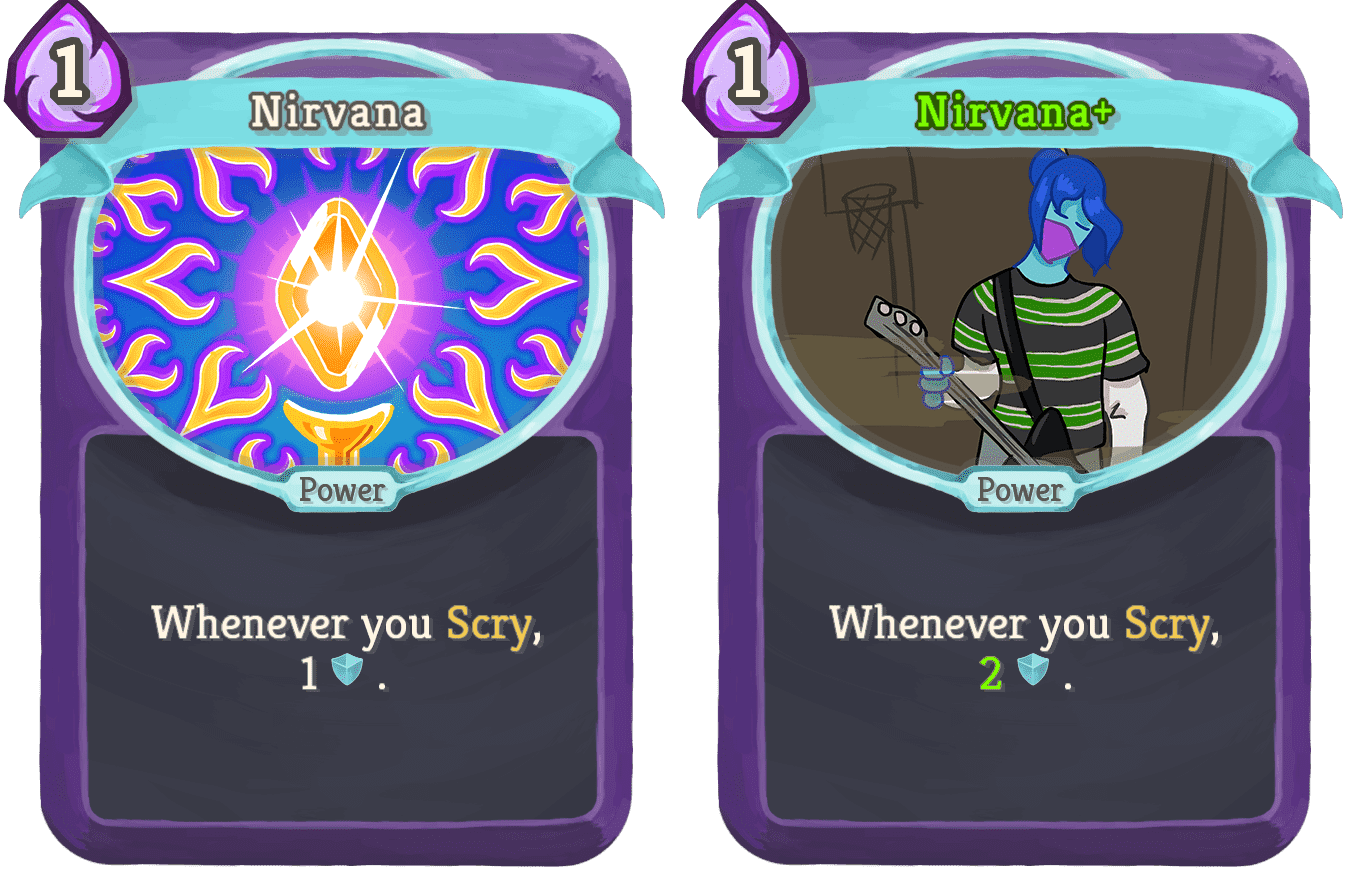 1
Nirvana
Power
Whenever you Scry,
1 .
1
Nirvana+
Power
Whenever you Scry,
2 .